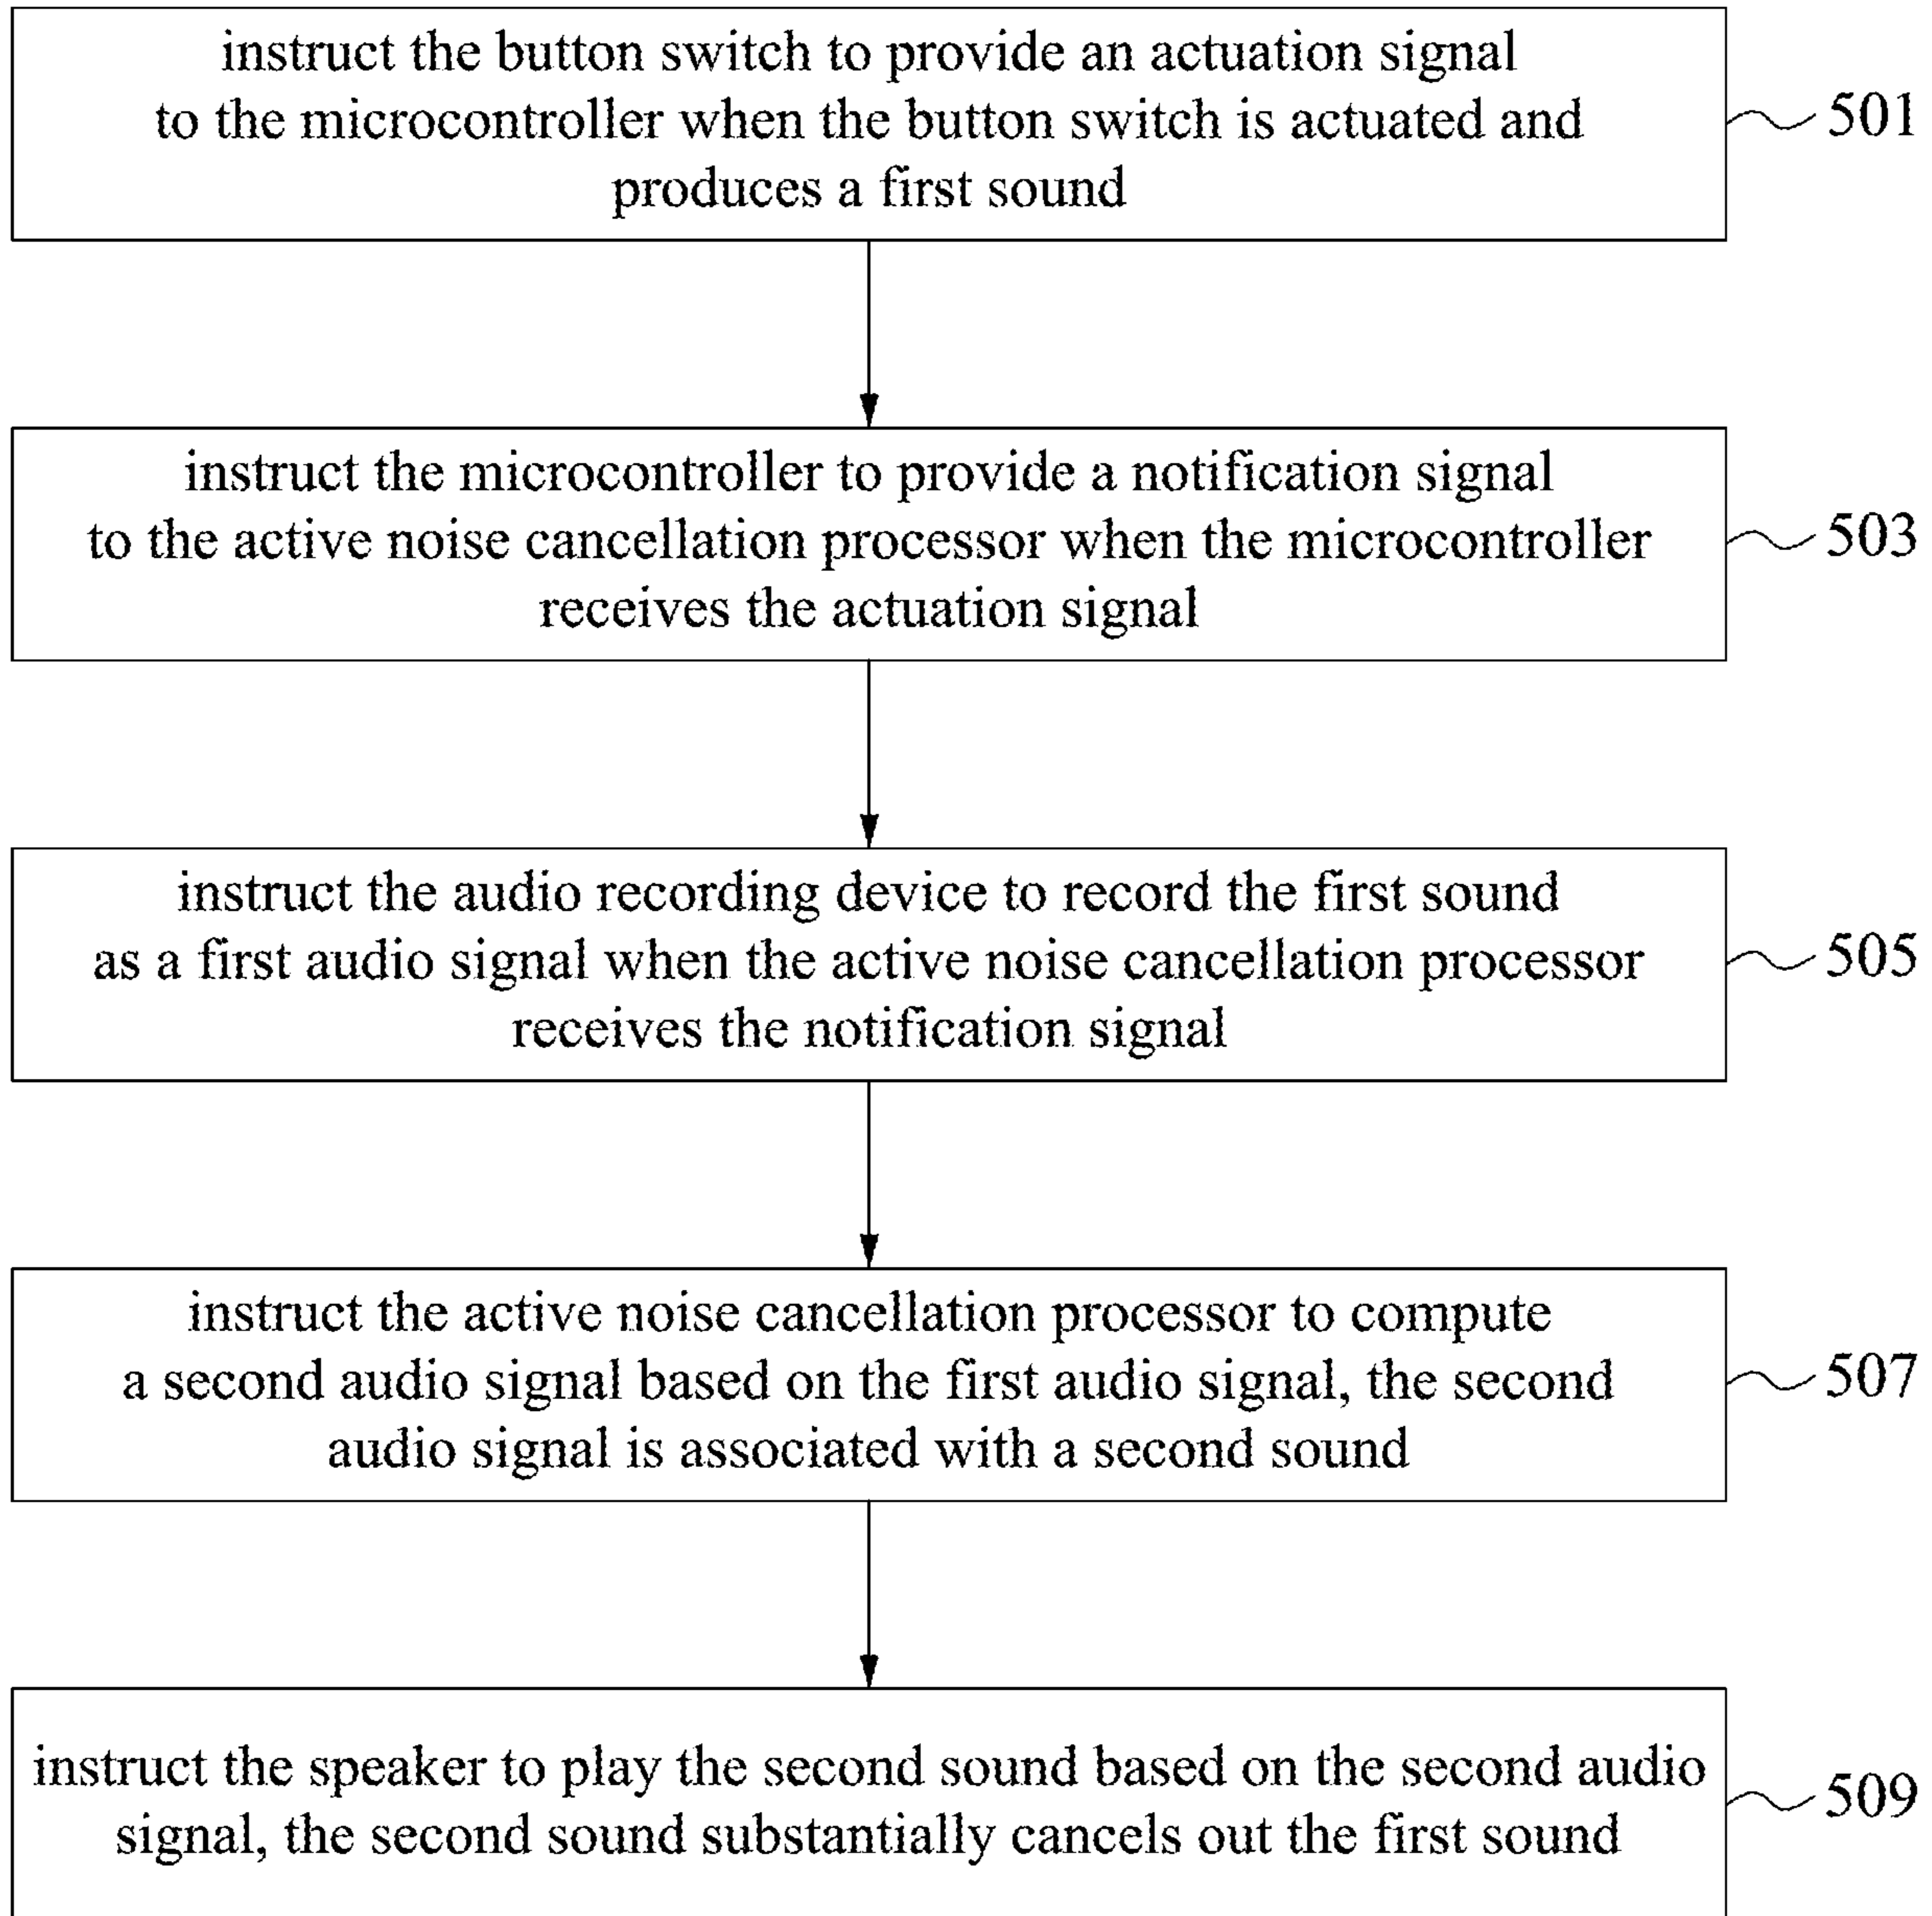 instruct the button switch to provide an actuation signal
to the microcontroller when the button switch is actuated and
produces a first sound
501
instruct the microcontroller to provide a notification signal
to the active noise cancellation processor when the microcontroller
receives the actuation signal
503
instruct the audio recording device to record the first sound
as a first audio signal when the active noise cancellation processor
receives the notification signal
505
instruct the active noise cancellation processor to compute
a second audio signal based on the first audio signal, the second
audio signal is associated with a second sound
507
instruct the speaker to play the second sound based on the second audio
signal, the second sound substantially cancels out the first sound
509